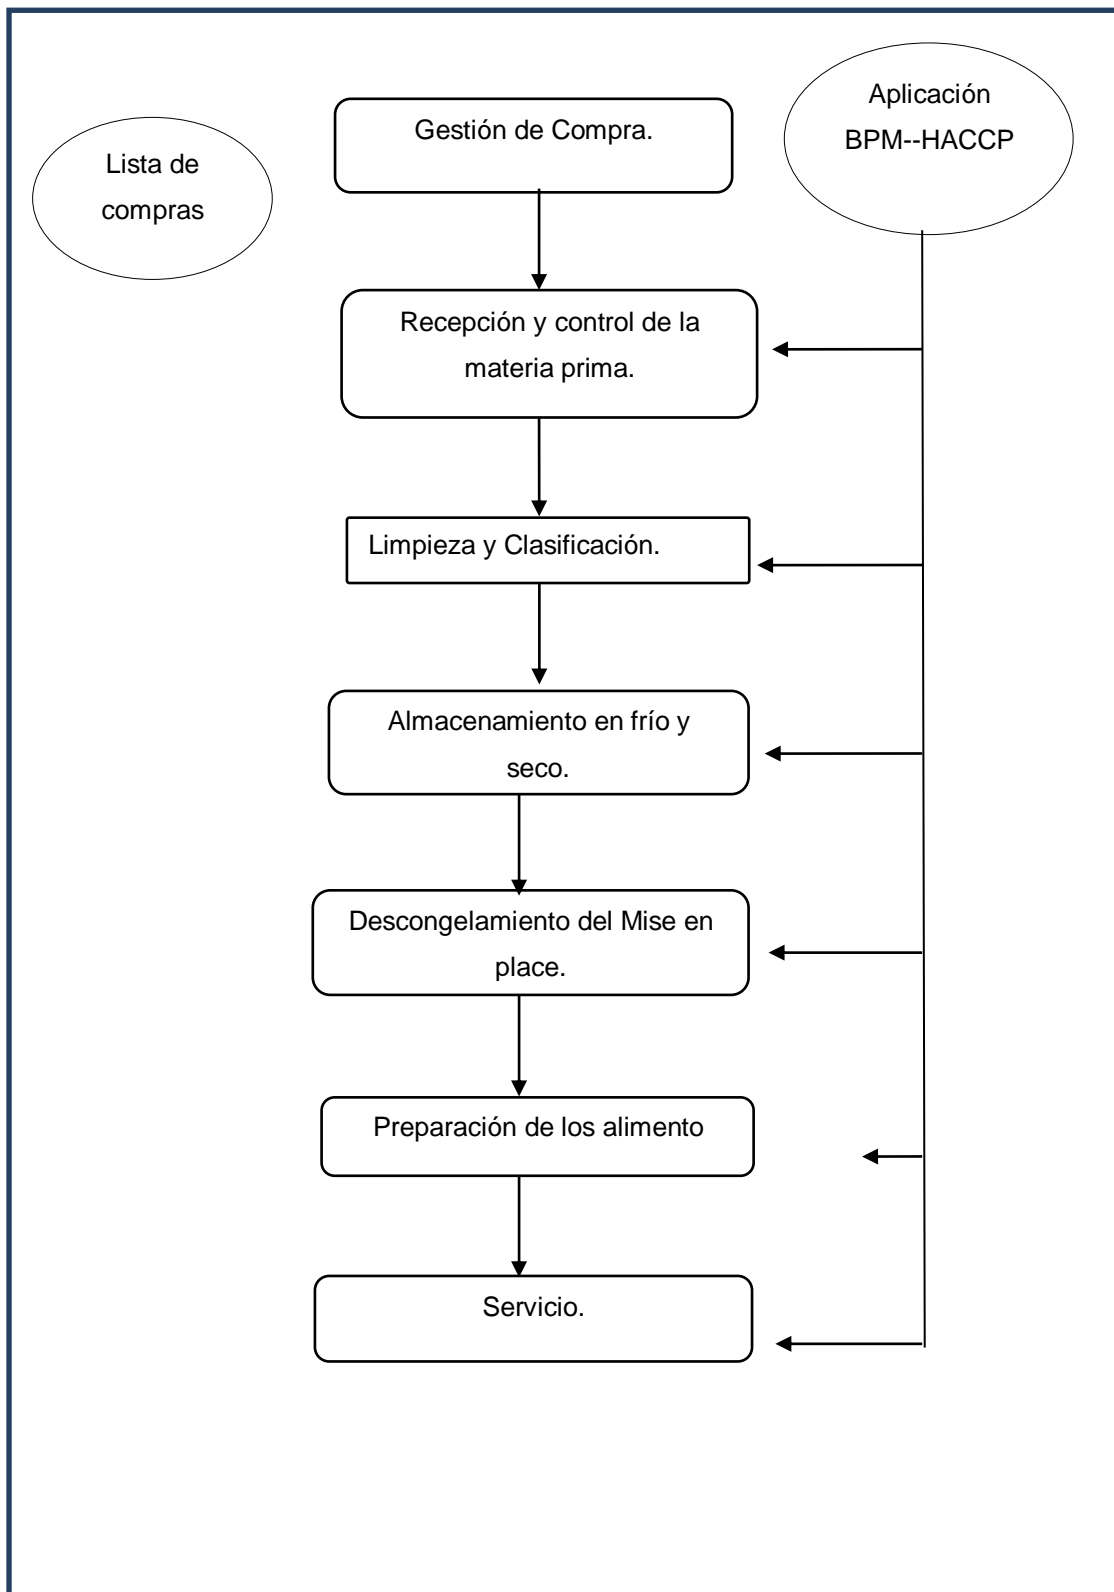 Aplicación
BPM--HACCP
Gestión de Compra.
Lista de
compras
Recepción y control de la
materia prima.
Limpieza y Clasificación.
Almacenamiento en frío y
seco.
Descongelamiento del Mise en
place.
Preparación de los alimento
Servicio.